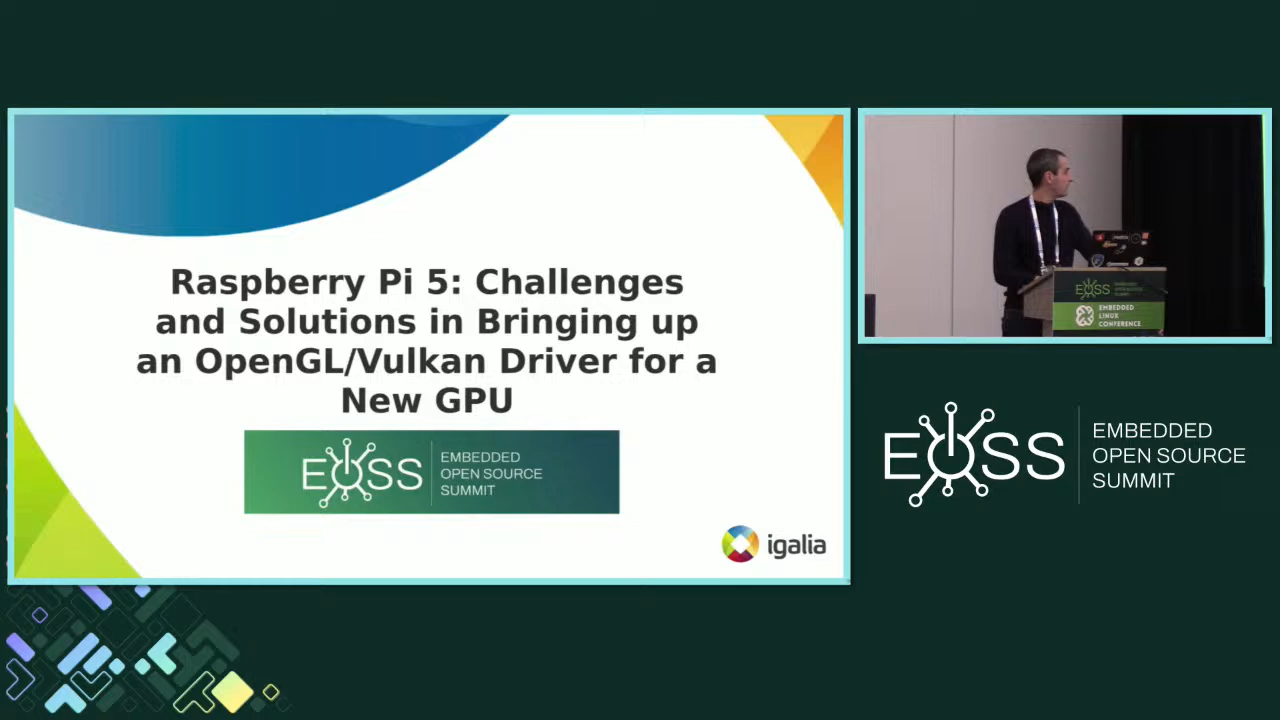 Raspberry Pi 5: Challenges
and Solutions in Bringing up
an OpenGL/Vulkan Driver for a
New GPU
EOSS
EMBEDDED
OPEN SOURCE
SUMMIT
igalia
EOSS
EMBEDDED
LINUX
CONFERENCE
EOSS
EMBEDDED
OPEN SOURCE
SUMMIT